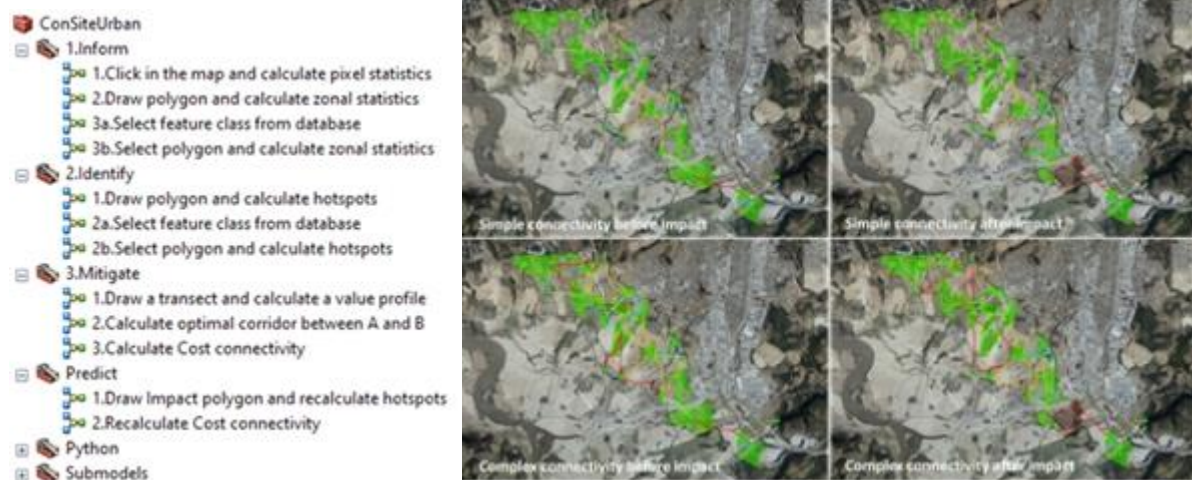 ConSiteUrban
1.Inform
1.Click in the map and calculate pixel statistics
2.Draw polygon and calculate zonal statistics
3a.Select feature class from database
3b.Select polygon and calculate zonal statistics
2.Identify
1.Draw polygon and calculate hotspots
2a.Select feature class from database
2b.Select polygon and calculate hotspots
3.Mitigate
1.Draw a transect and calculate a value profile
2.Calculate optimal corridor between A and B
3.Calculate Cost connectivity
Predict
1.Draw Impact polygon and recalculate hotspots
2.Recalculate Cost connectivity
Python
Submodels
Simple connectivity before impact
Simple connectivity after impact
Complex connectivity before impact
Complex connectivity after impact